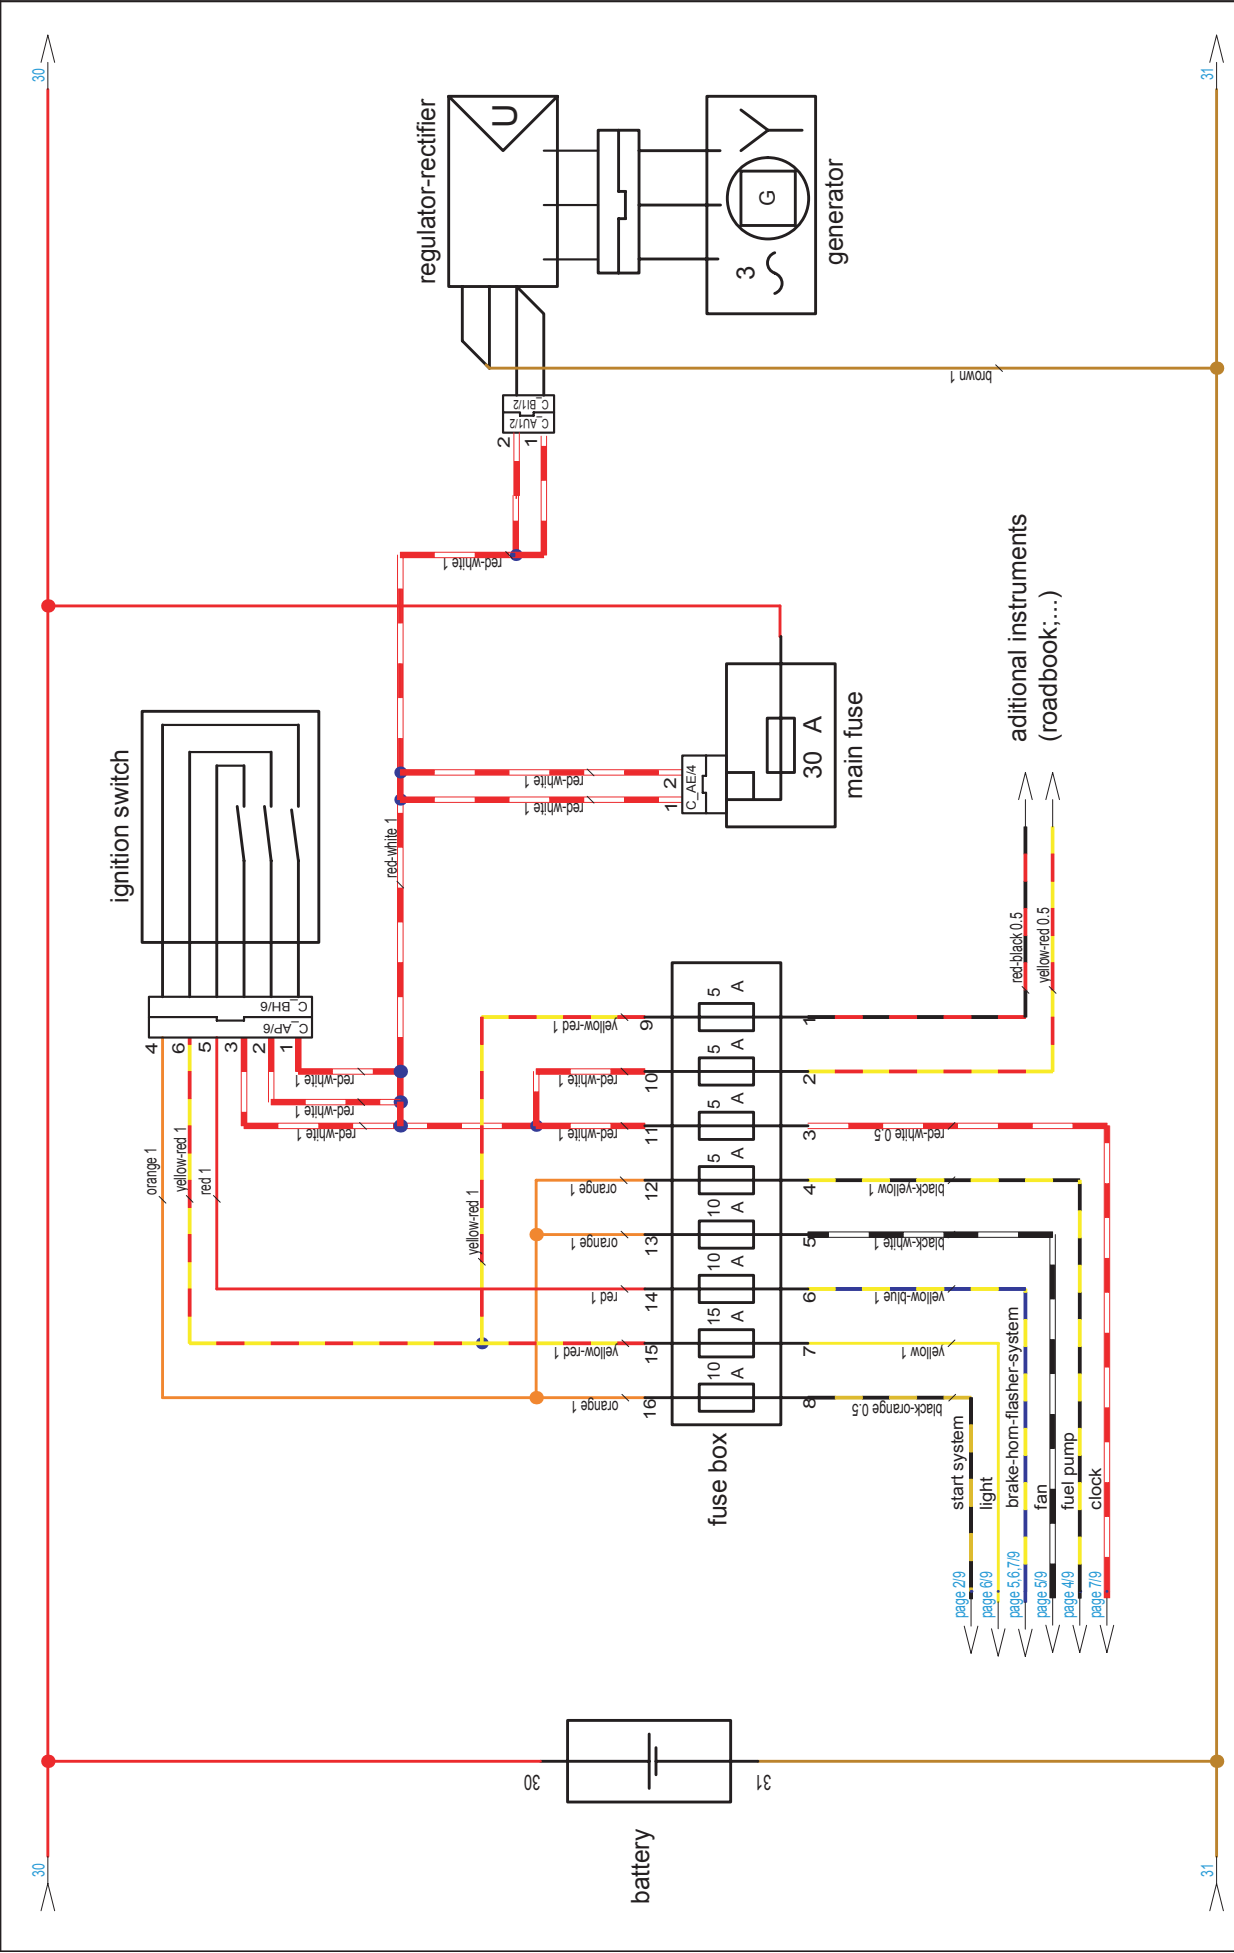 30
30
31
31
battery
30
31
ignition switch
C_BH/6
C_AP/6
4
6
5
3
2
1
orange 1
yellow-red 1
red 1
red-white 1
red-white 1
red-white 1
red-white 1
regulator-rectifier
U
C_BI1/2
C_AU1/2
2
1
red-white 1
G
3
generator
brown 1
red-white 1
red-white 1
2
1
C_AE/4
30 A
main fuse
fuse box
yellow-red 1
yellow-red 1
red-white 1
red-white 1
orange 1
orange 1
red 1
yellow-red 1
orange 1
9
10
11
12
13
14
15
16
5 A
5 A
5 A
5 A
10 A
10 A
15 A
10 A
1
2
3
4
5
6
7
8
red-white 0.5
black-yellow 1
black-white 1
yellow-blue 1
yellow 1
black-orange 0.5
red-black 0.5
yellow-red 0.5
aditional instruments
(roadbook;...)
start system
light
brake-horn-flasher-system
fan
fuel pump
clock
page 2/9
page 6/9
page 5,6,7/9
page 5/9
page 4/9
page 7/9